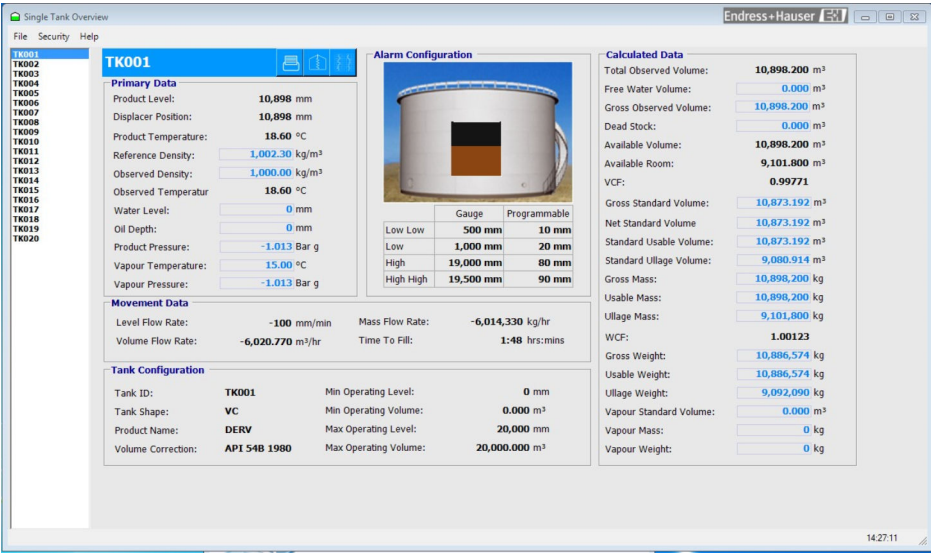 Single Tank Overview
Endress+Hauser EH
File Security Help
TK001
TK002
TK003
TK004
TK005
TK006
TK007
TK008
TK009
TK010
TK011
TK012
TK013
TK014
TK015
TK016
TK017
TK018
TK019
TK020
TK001
Primary Data
Product Level: 10,898 mm
Displacer Position: 10,898 mm
Product Temperature: 18.60 °C
Reference Density: 1,002.30 kg/m³
Observed Density: 1,000.00 kg/m³
Observed Temperatur 18.60 °C
Water Level: 0 mm
Oil Depth: 0 mm
Product Pressure: -1.013 Bar g
Vapour Temperature: 15.00 °C
Vapour Pressure: -1.013 Bar g
Alarm Configuration
Gauge Programmable
Low Low 500 mm 10 mm
Low 1,000 mm 20 mm
High 19,000 mm 80 mm
High High 19,500 mm 90 mm
Movement Data
Level Flow Rate: -100 mm/min Mass Flow Rate: -6,014,330 kg/hr
Volume Flow Rate: -6,020.770 m³/hr Time To Fill: 1:48 hrs:mins
Tank Configuration
Tank ID: TK001 Min Operating Level: 0 mm
Tank Shape: VC Min Operating Volume: 0.000 m³
Product Name: DERV Max Operating Level: 20,000 mm
Volume Correction: API 54B 1980 Max Operating Volume: 20,000.000 m³
Calculated Data
Total Observed Volume: 10,898.200 m³
Free Water Volume: 0.000 m³
Gross Observed Volume: 10,898.200 m³
Dead Stock: 0.000 m³
Available Volume: 10,898.200 m³
Available Room: 9,101.800 m³
VCF: 0.99771
Gross Standard Volume: 10,873.192 m³
Net Standard Volume 10,873.192 m³
Standard Usable Volume: 10,873.192 m³
Standard Ullage Volume: 9,080.914 m³
Gross Mass: 10,898,200 kg
Usable Mass: 10,898,200 kg
Ullage Mass: 9,101,800 kg
WCF: 1.00123
Gross Weight: 10,886,574 kg
Usable Weight: 10,886,574 kg
Ullage Weight: 9,092,090 kg
Vapour Standard Volume: 0.000 m³
Vapour Mass: 0 kg
Vapour Weight: 0 kg
14:27:11